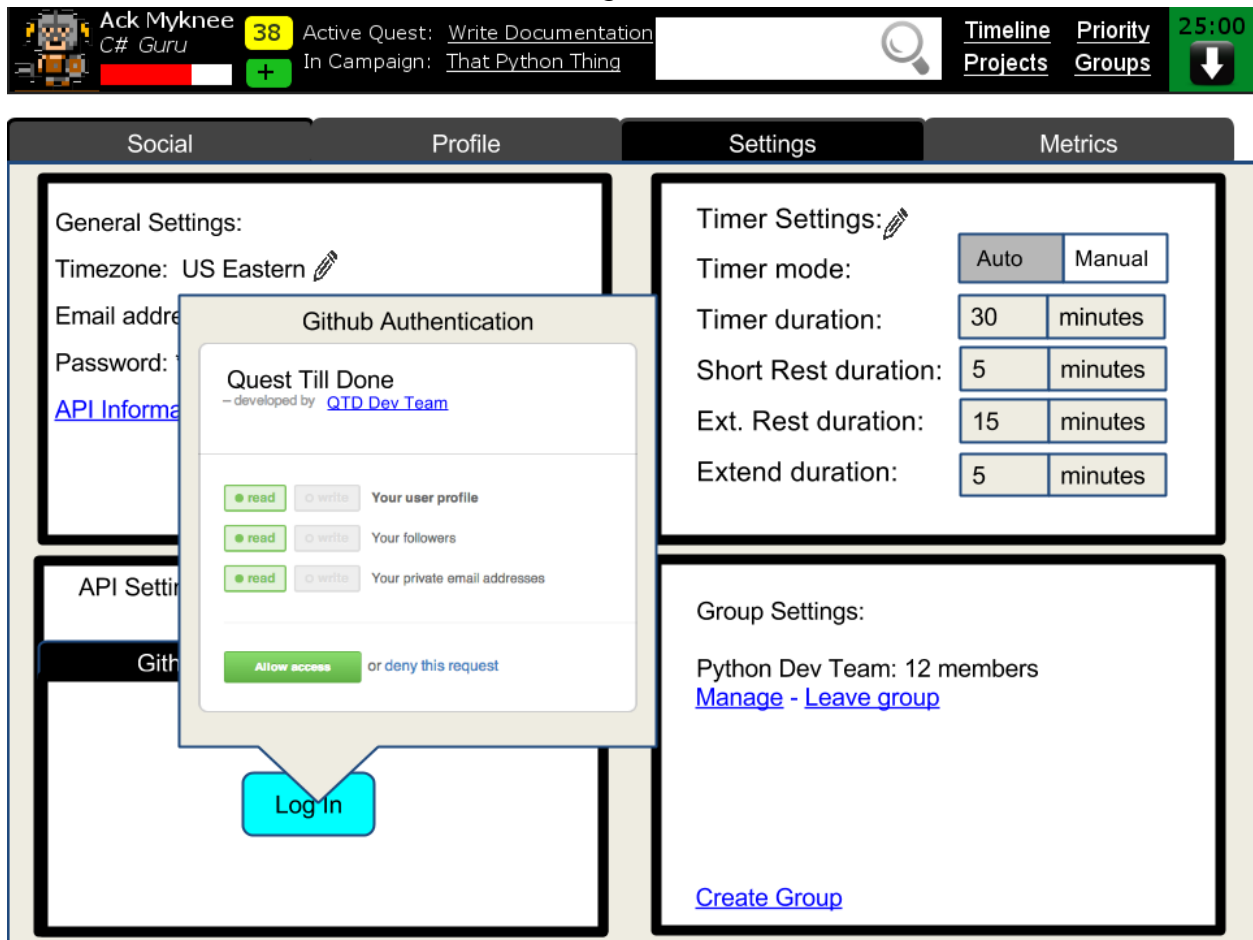 Ack Myknee
C# Guru
38
+
Active Quest: Write Documentation
In Campaign: That Python Thing
Timeline Priority
Projects Groups
25:00
Social Profile Settings Metrics
General Settings:
Timezone: US Eastern
Email addre
Password: *
API Informa
Github Authentication
Quest Till Done
– developed by QTD Dev Team
read write Your user profile
read write Your followers
read write Your private email addresses
Allow access or deny this request
API Settin
Gith
Log In
Timer Settings:
Timer mode: Auto Manual
Timer duration: 30 minutes
Short Rest duration: 5 minutes
Ext. Rest duration: 15 minutes
Extend duration: 5 minutes
Group Settings:
Python Dev Team: 12 members
Manage - Leave group
Create Group